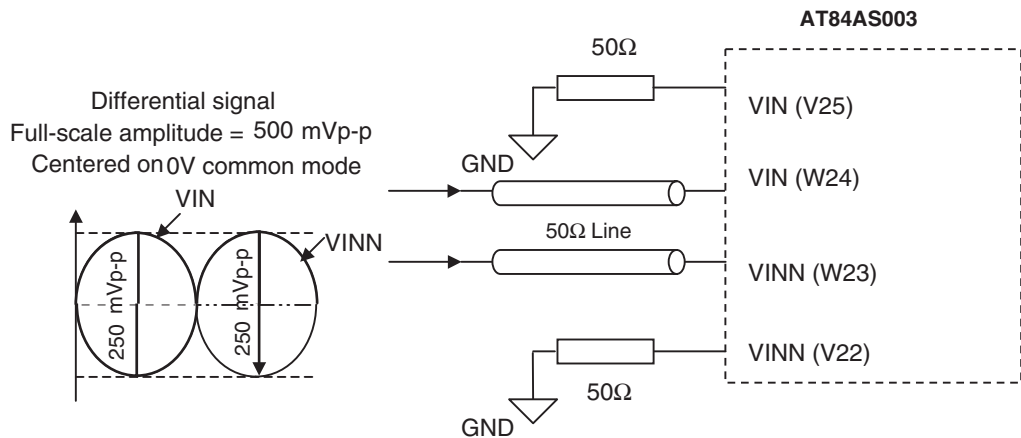 AT84AS003
50Ω
VIN (V25)
Differential signal
Full-scale amplitude = 500 mVp-p
Centered on 0V common mode
GND
VIN (W24)
VIN
50Ω Line
VINN
VINN (W23)
250 mVp-p
250 mVp-p
VINN (V22)
50Ω
GND